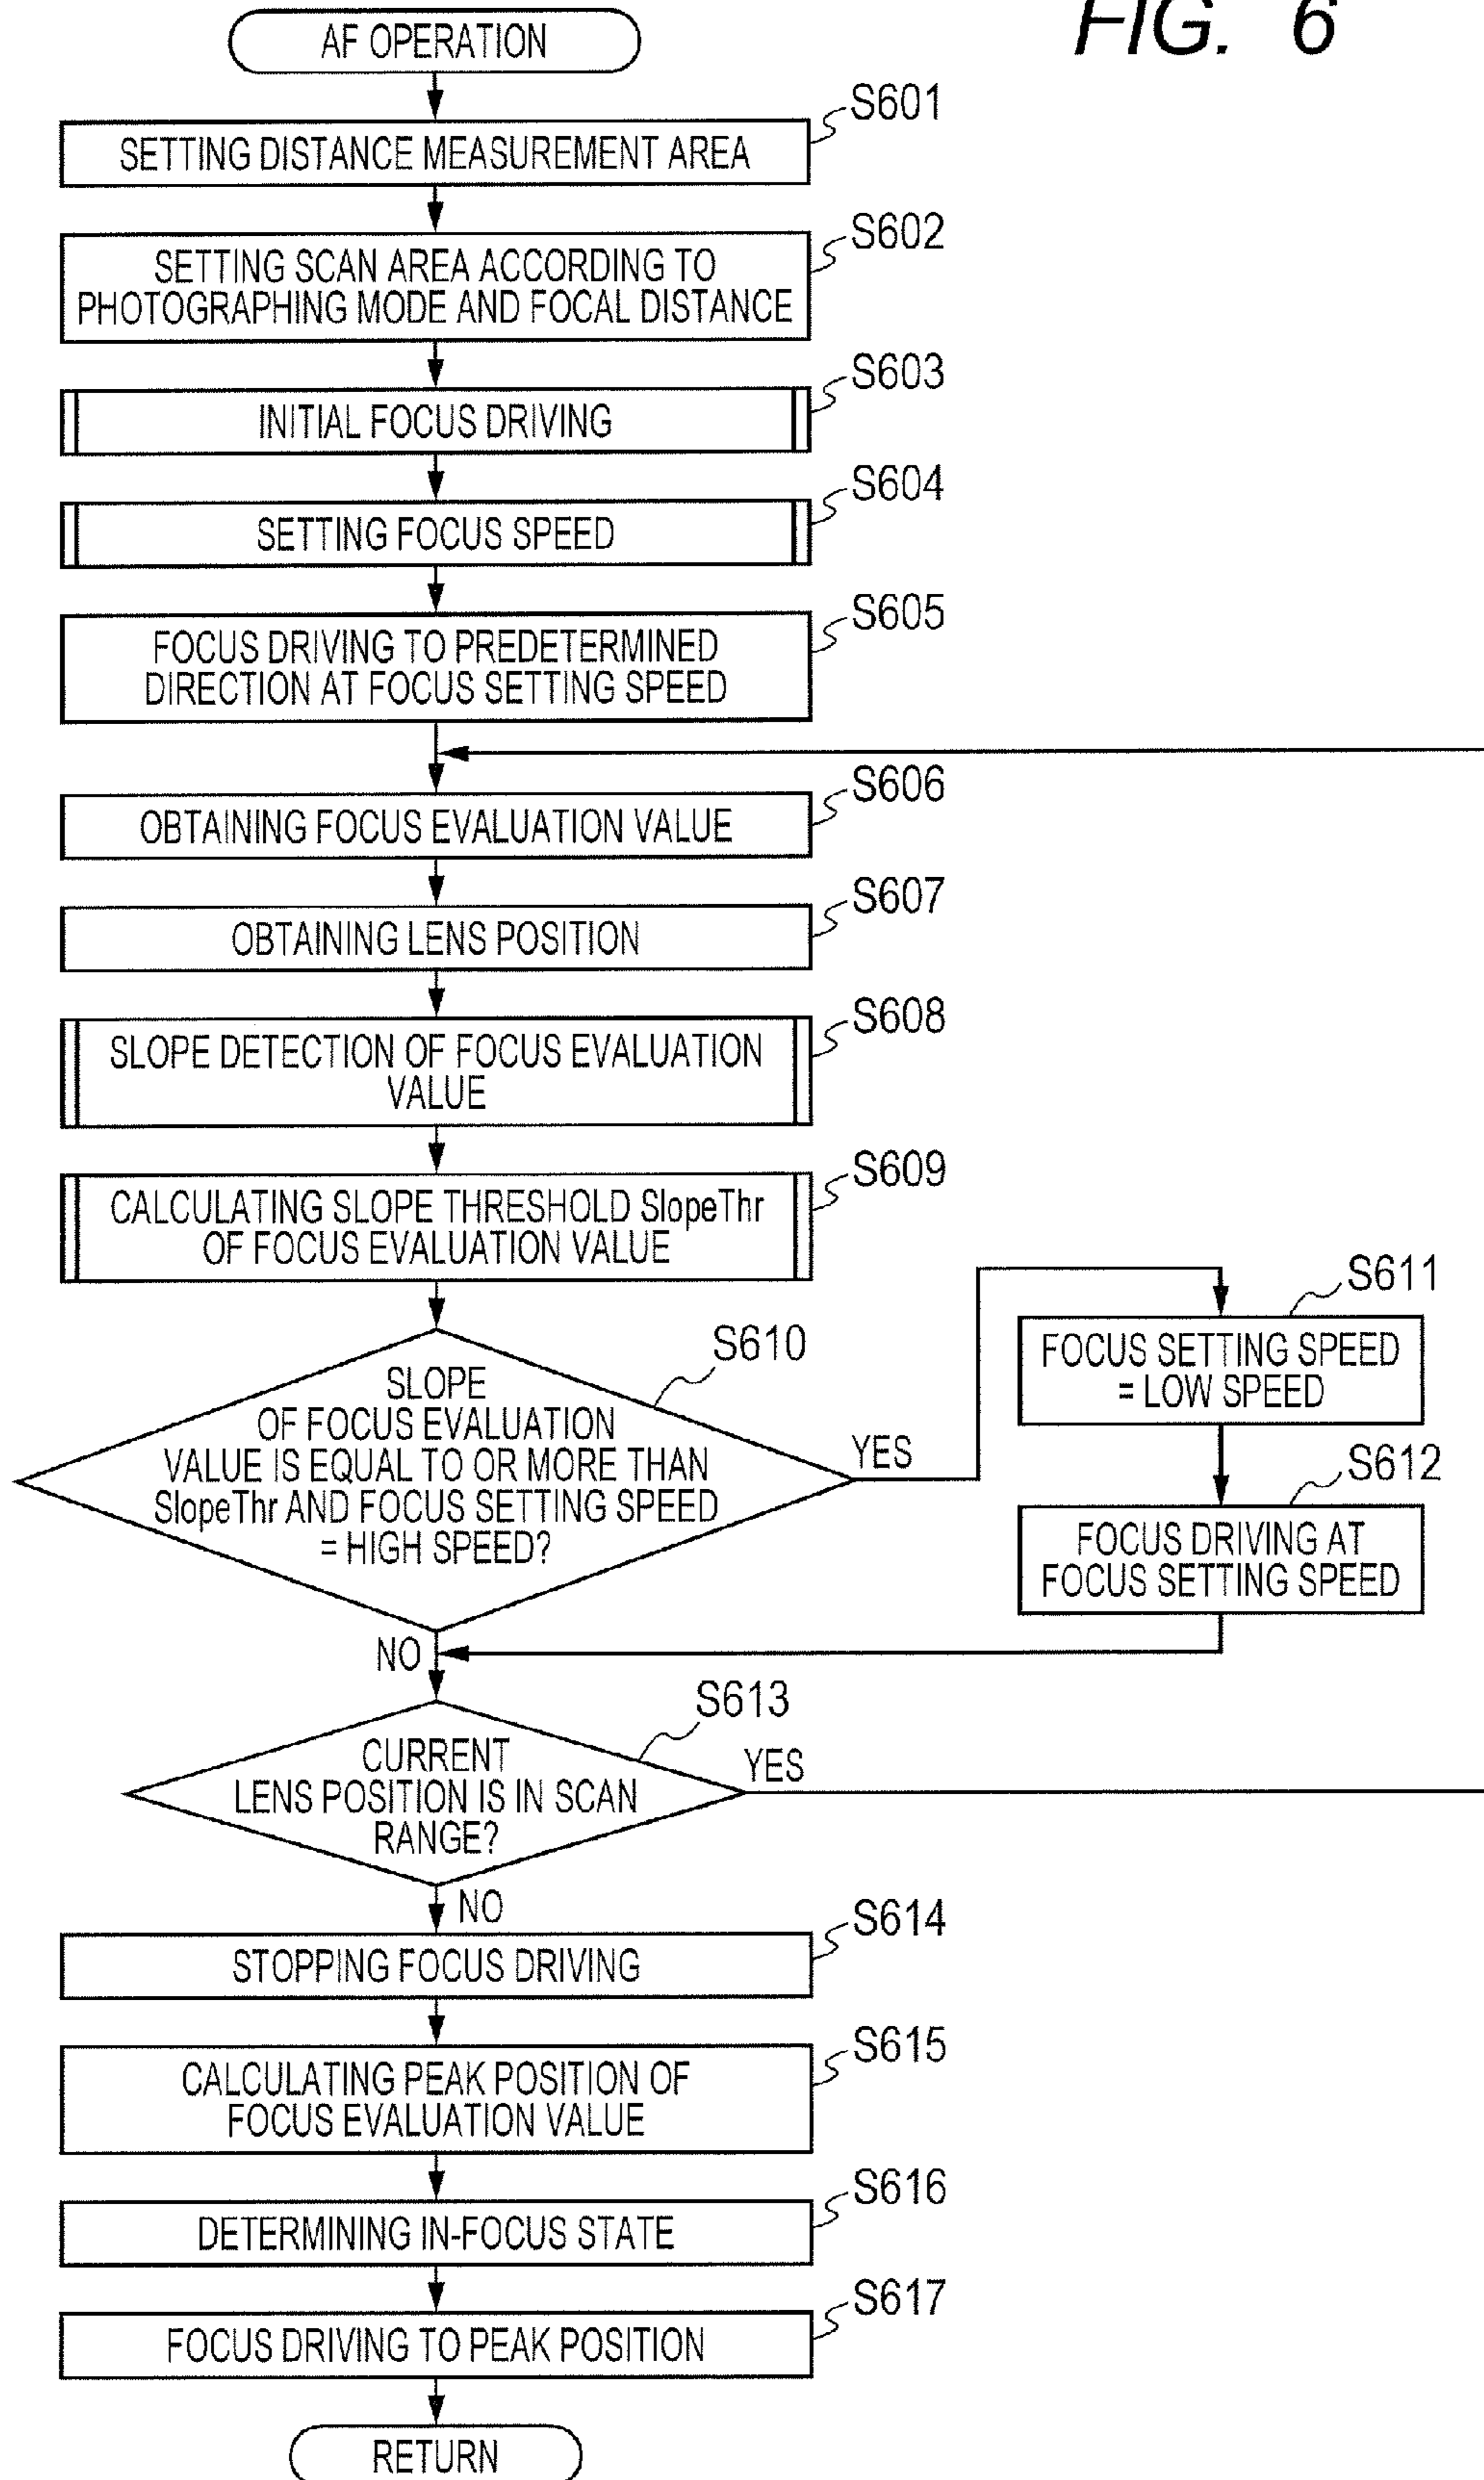 FIG. 6
AF OPERATION
S601
SETTING DISTANCE MEASUREMENT AREA
S602
SETTING SCAN AREA ACCORDING TO
PHOTOGRAPHING MODE AND FOCAL DISTANCE
S603
INITIAL FOCUS DRIVING
S604
SETTING FOCUS SPEED
S605
FOCUS DRIVING TO PREDETERMINED
DIRECTION AT FOCUS SETTING SPEED
S606
OBTAINING FOCUS EVALUATION VALUE
S607
OBTAINING LENS POSITION
S608
SLOPE DETECTION OF FOCUS EVALUATION
VALUE
S609
CALCULATING SLOPE THRESHOLD SlopeThr
OF FOCUS EVALUATION VALUE
S610
SLOPE
OF FOCUS EVALUATION
VALUE IS EQUAL TO OR MORE THAN
SlopeThr AND FOCUS SETTING SPEED
= HIGH SPEED?
YES
S611
FOCUS SETTING SPEED
= LOW SPEED
S612
FOCUS DRIVING AT
FOCUS SETTING SPEED
NO
S613
CURRENT
LENS POSITION IS IN SCAN
RANGE?
YES
NO
S614
STOPPING FOCUS DRIVING
S615
CALCULATING PEAK POSITION OF
FOCUS EVALUATION VALUE
S616
DETERMINING IN-FOCUS STATE
S617
FOCUS DRIVING TO PEAK POSITION
RETURN